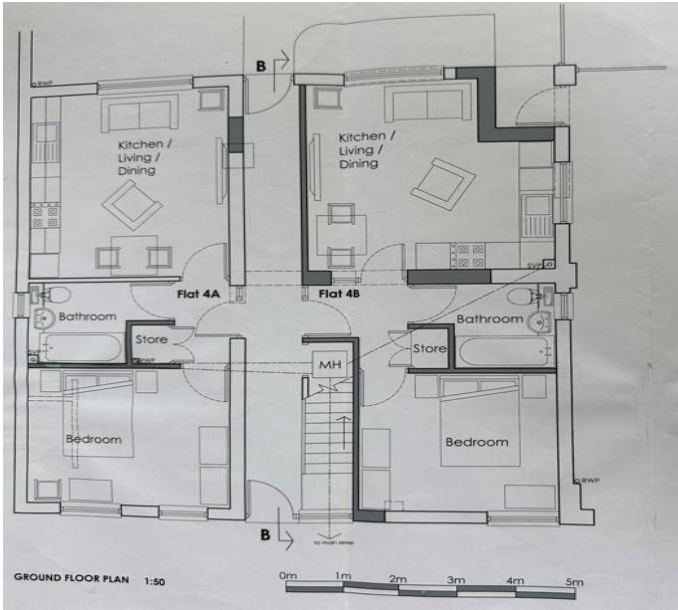 B
RWP
Kitchen /
Living /
Dining
Kitchen /
Living /
Dining
SVP
Flat 4A
Flat 4B
Bathroom
Bathroom
Store
Store
RWP
MH
Bedroom
Bedroom
RWP
B
to main sewer
GROUND FLOOR PLAN 1:50
0m 1m 2m 3m 4m 5m